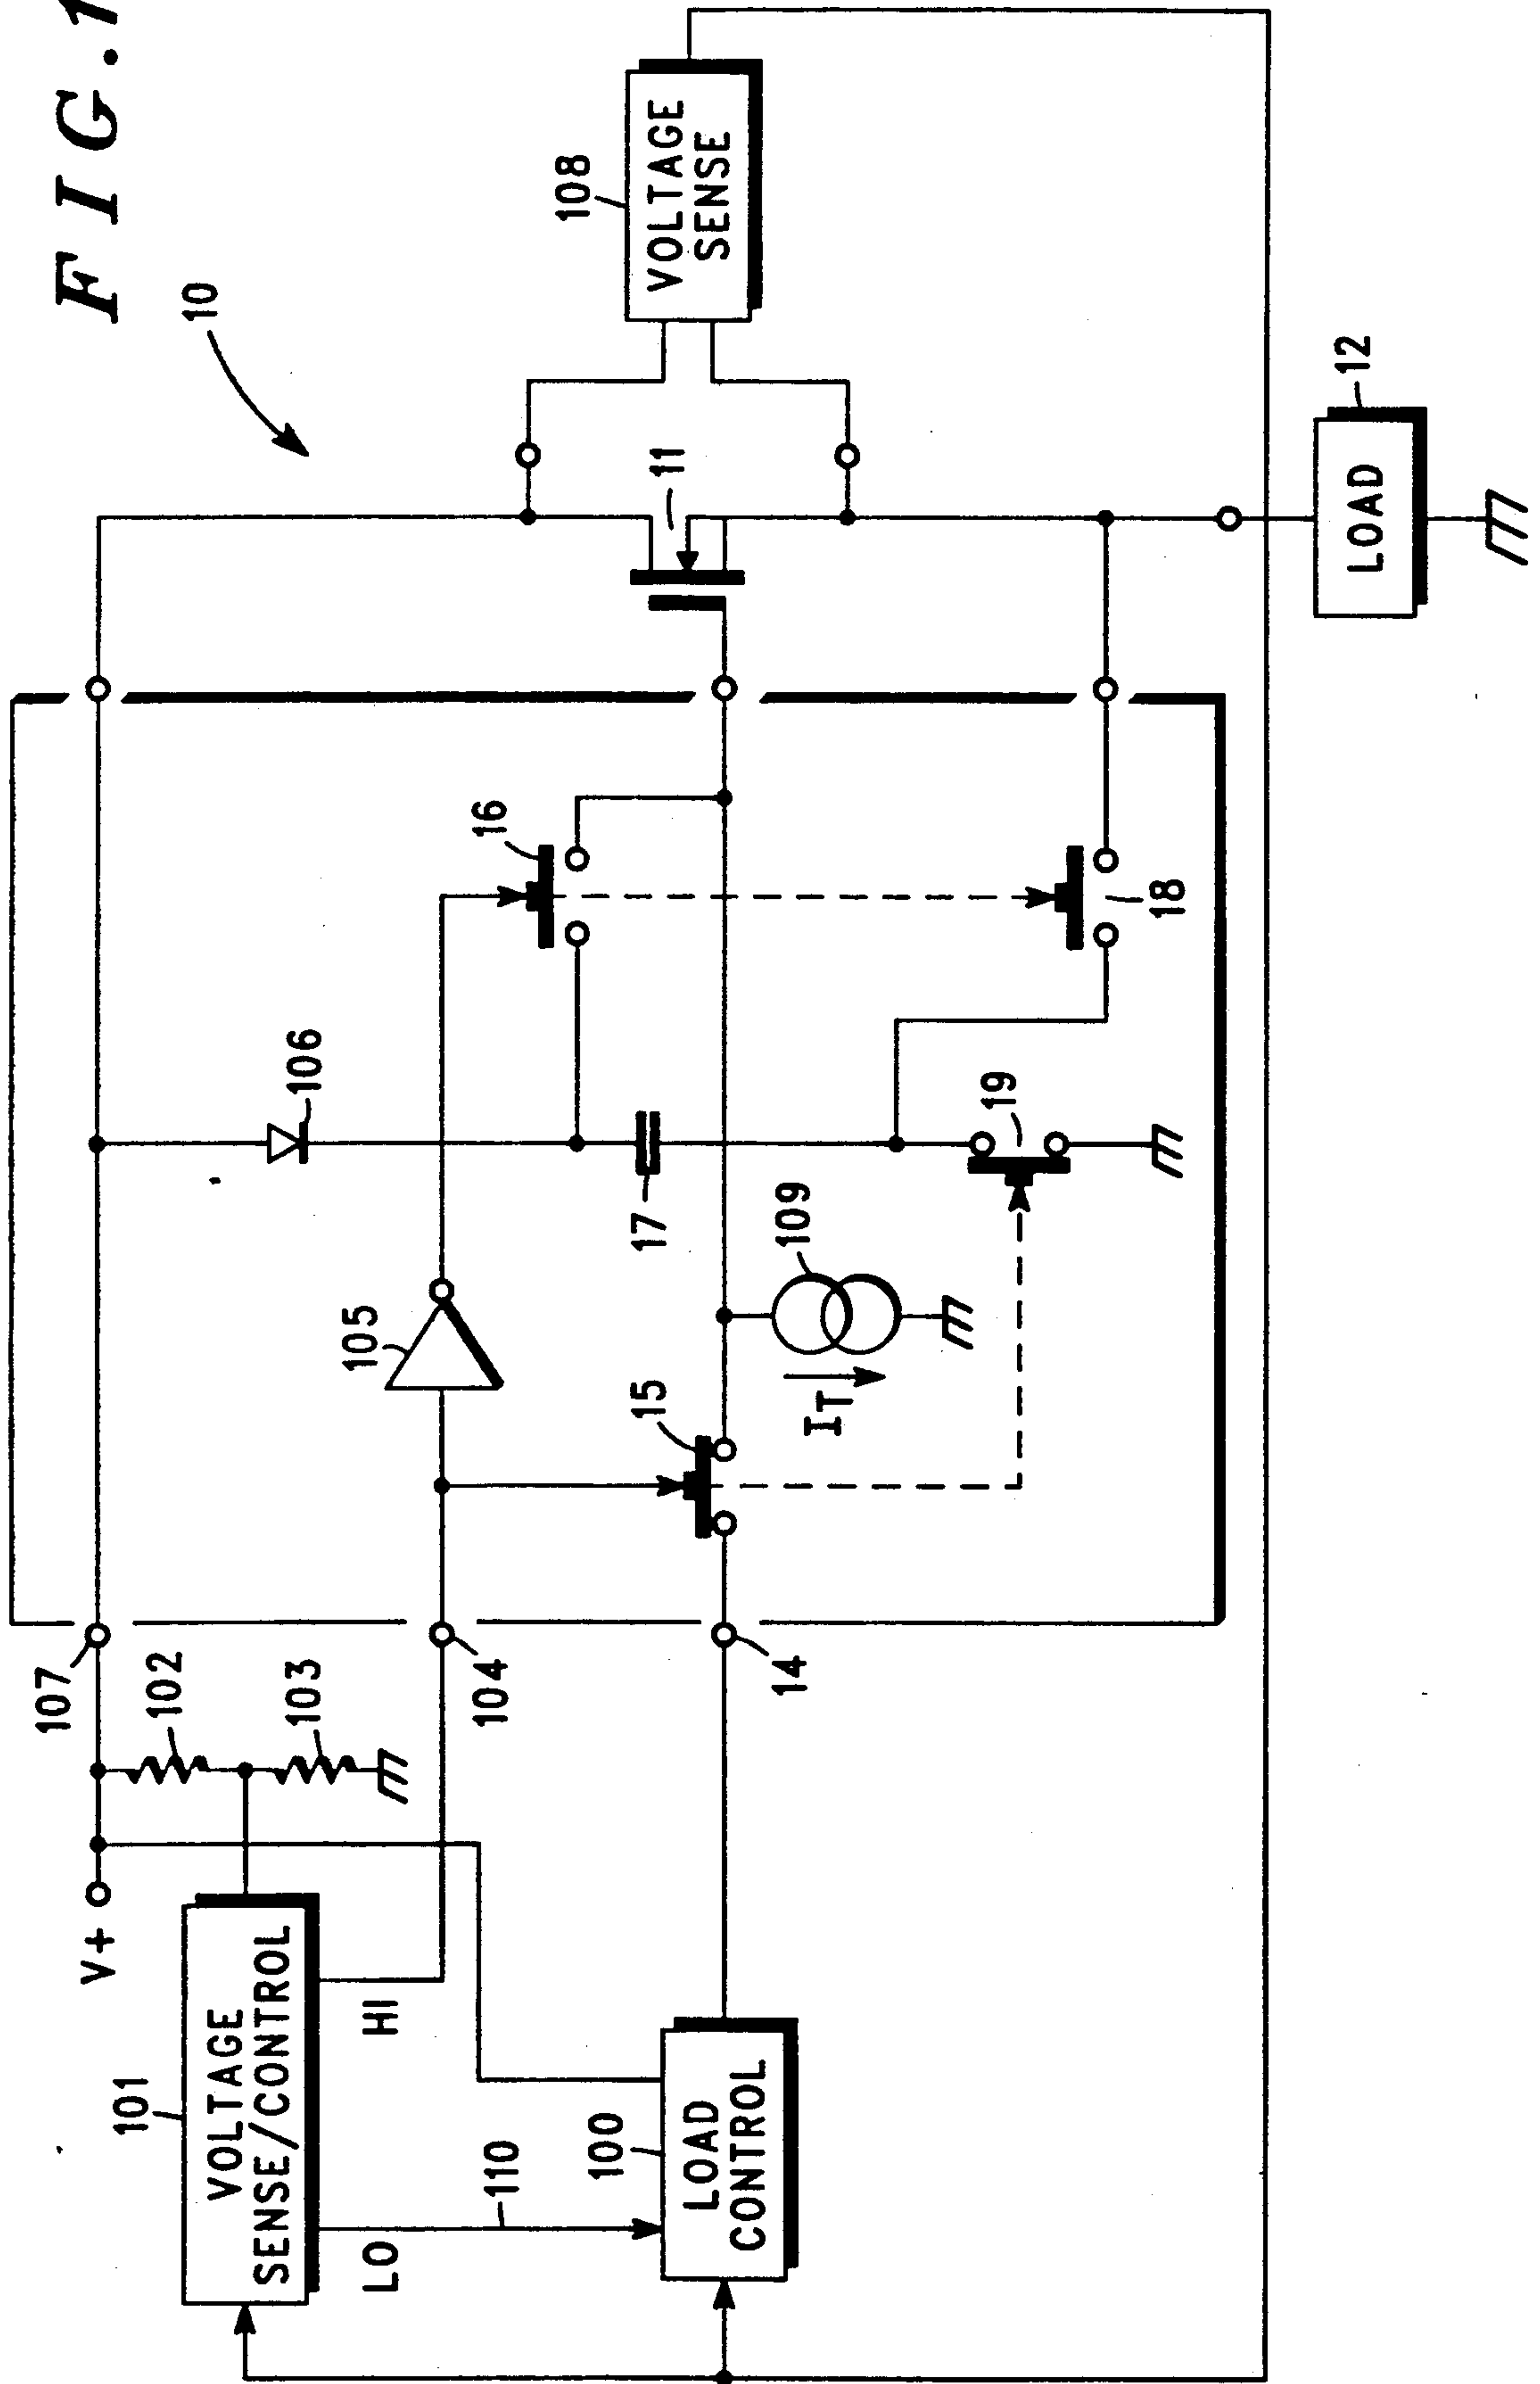 FIG.1
10
107
V+
102
103
101
VOLTAGE
SENSE/CONTROL
HI
LO
110
104
100
LOAD
CONTROL
14
105
106
15
I_T
109
17
16
19
18
11
108
VOLTAGE
SENSE
LOAD
12